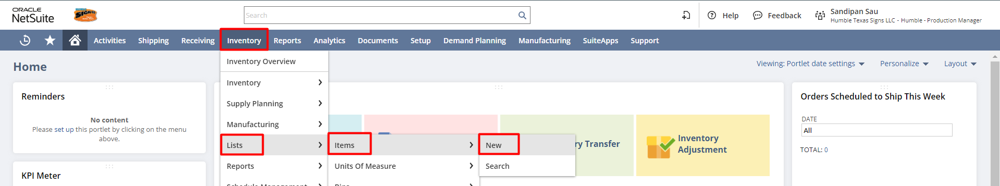 ORACLE
NetSuite
Search
Help
Feedback
Sandipan Sau
Humble Texas Signs LLC - Humble - Production Manager
Activities
Shipping
Receiving
Inventory
Reports
Analytics
Documents
Setup
Demand Planning
Manufacturing
SuiteApps
Support
Home
Viewing: Portlet date settings
Personalize
Layout
Inventory Overview
Inventory
Supply Planning
Manufacturing
Lists
Reports
Items
Units Of Measure
New
Search
Reminders
No content
Please set up this portlet by clicking on the menu
above.
KPI Meter
Transfer
Inventory
Adjustment
Orders Scheduled to Ship This Week
DATE
All
TOTAL: 0